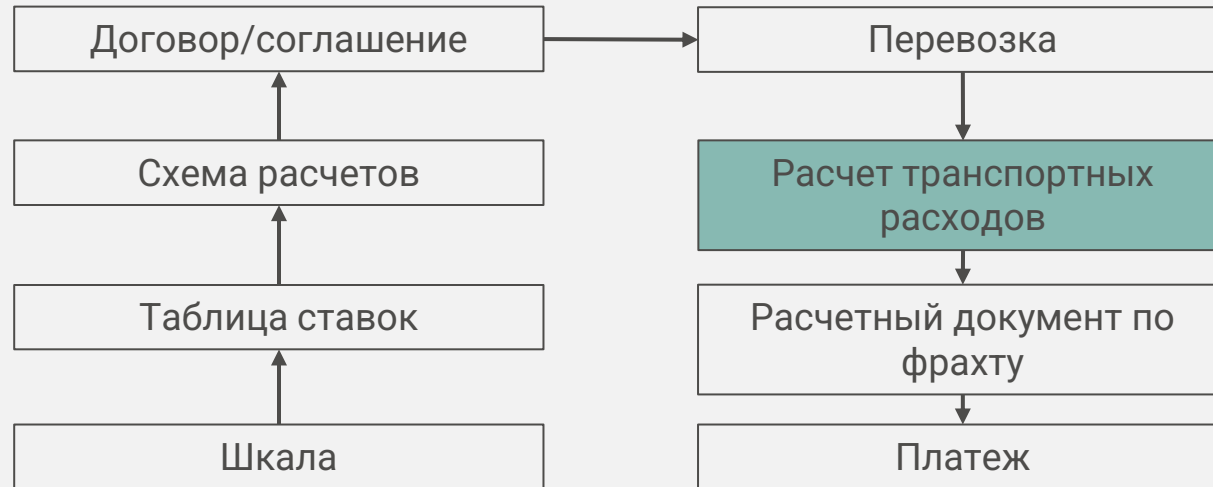 Договор/соглашение
Перевозка
Схема расчетов
Расчет транспортных
расходов
Таблица ставок
Расчетный документ по
фрахту
Шкала
Платеж